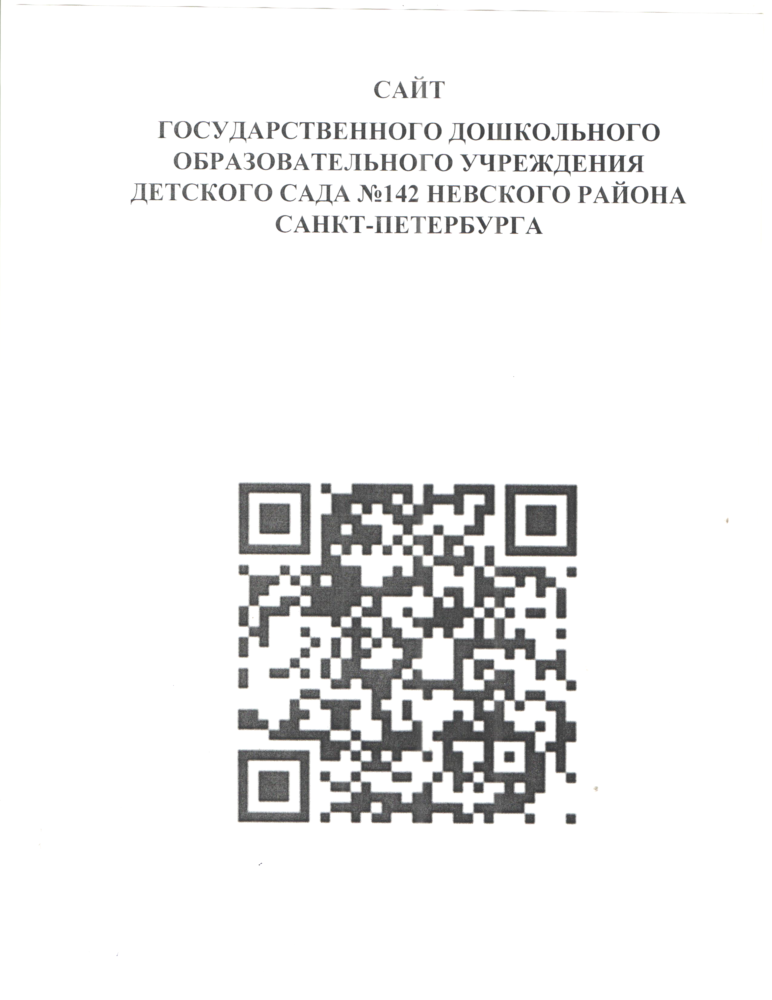 САЙТ
ГОСУДАРСТВЕННОГО ДОШКОЛЬНОГО
ОБРАЗОВАТЕЛЬНОГО УЧРЕЖДЕНИЯ
ДЕТСКОГО САДА №142 НЕВСКОГО РАЙОНА
САНКТ-ПЕТЕРБУРГА